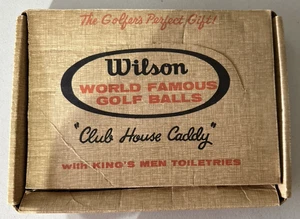 The Golfer's Perfect Gift!
Wilson
WORLD FAMOUS
GOLF BALLS
"Club House Caddy"
with KING'S MEN TOILETRIES